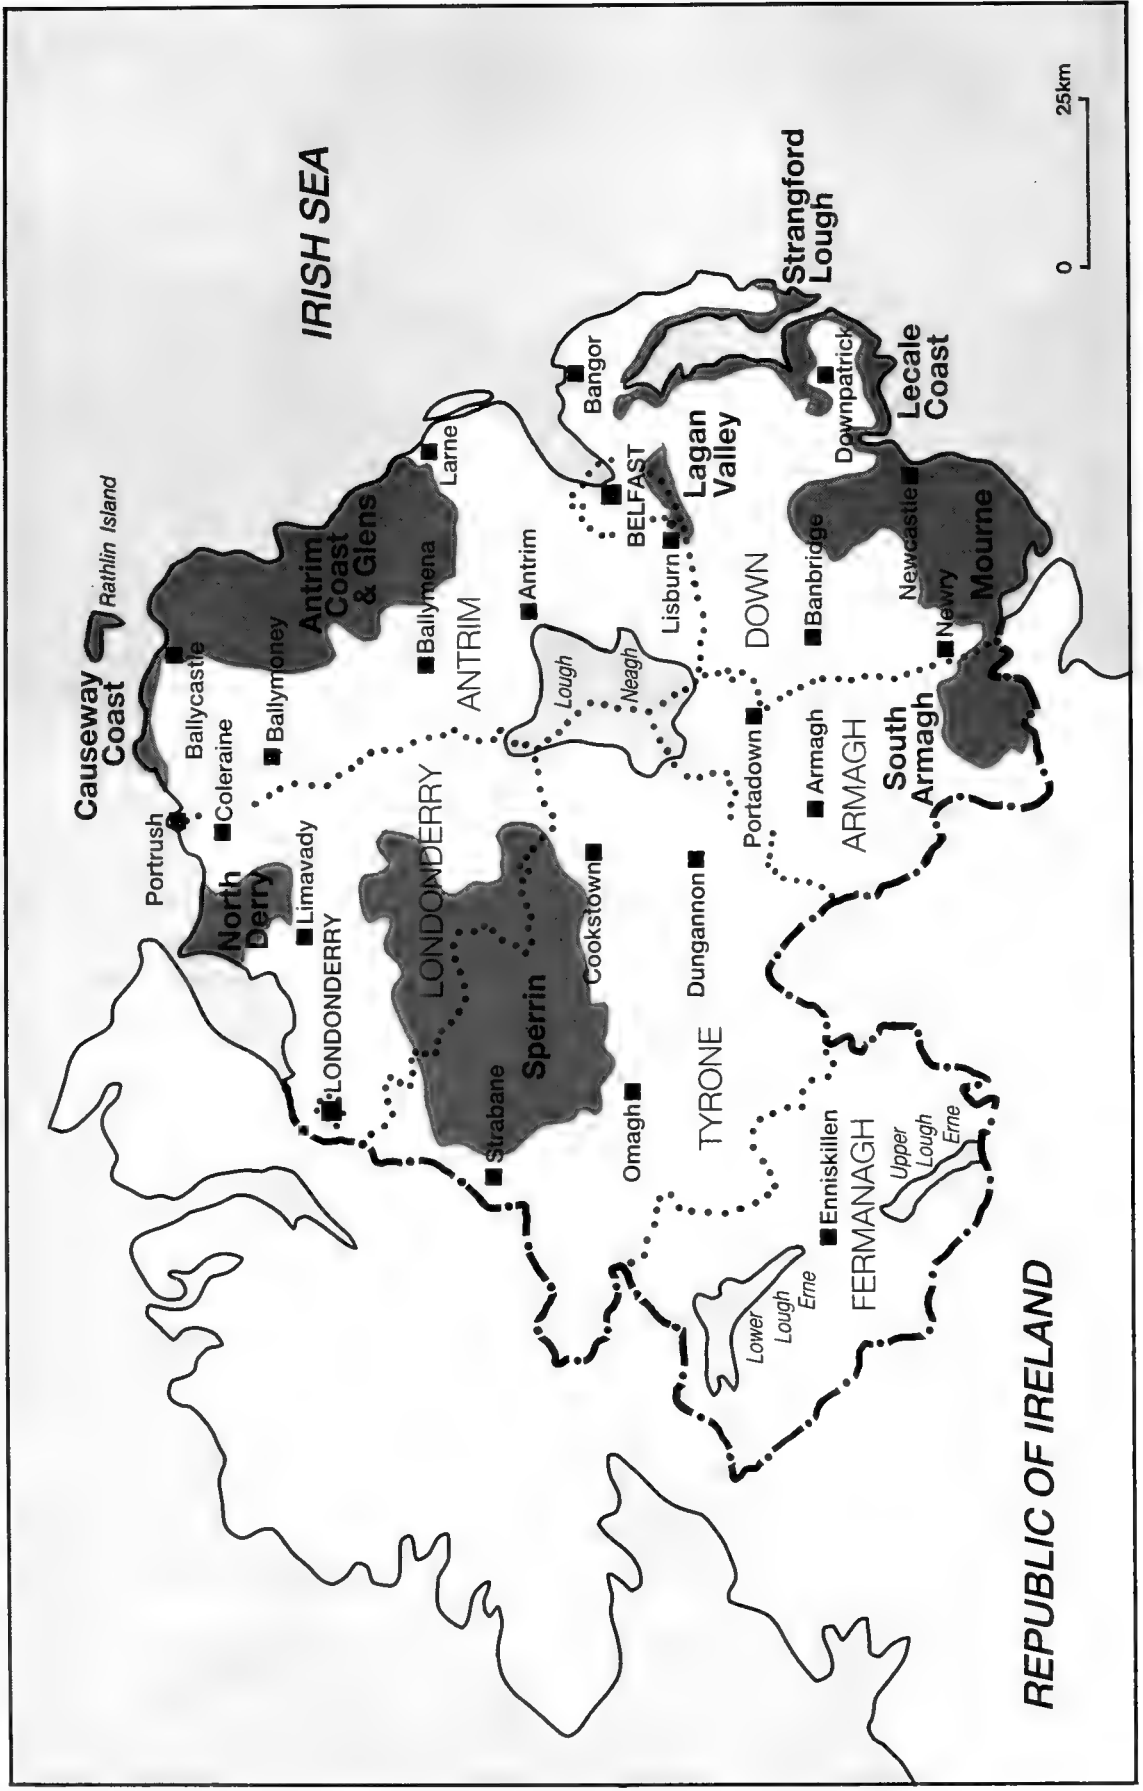 Causeway
Coast
Rathlin Island
IRISH SEA
Portrush
Ballycastle
Coleraine
Ballymoney
North
Derry
Limavady
LONDONDERRY
Antrim
Coast
& Glens
Larne
Ballymena
ANTRIM
LONDONDERRY
Antrim
Sperrin
Strabane
Cookstown
Lough
Neagh
Bangor
BELFAST
Lisburn
Lagan
Valley
Strangford
Lough
Omagh
TYRONE
Dungannon
Portadown
DOWN
Banbridge
Downpatrick
Lecale
Coast
Armagh
ARMAGH
South
Armagh
Newcastle
Newry
Mourne
Lower
Lough
Erne
Enniskillen
FERMANAGH
Upper
Lough
Erne
REPUBLIC OF IRELAND
0 25km